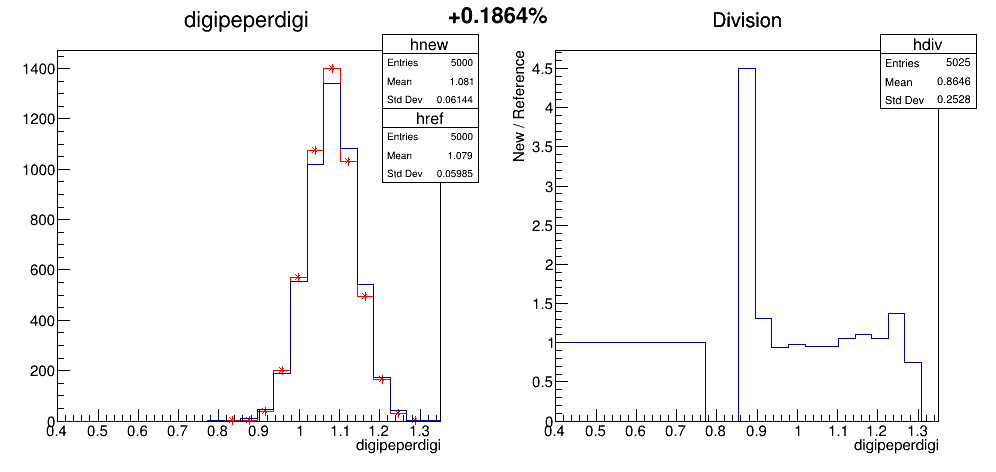 digipeperdigi
+0.1864%
Division
hnew
Entries 5000
Mean 1.081
Std Dev 0.06144
href
Entries 5000
Mean 1.079
Std Dev 0.05985
1400
1200
1000
800
600
400
200
0
0.4 0.5 0.6 0.7 0.8 0.9 1 1.1 1.2 1.3
digipeperdigi
hdiv
Entries 5025
Mean 0.8646
Std Dev 0.2528
New / Reference
4.5
4
3.5
3
2.5
2
1.5
1
0.5
0
0.4 0.5 0.6 0.7 0.8 0.9 1 1.1 1.2 1.3
digipeperdigi